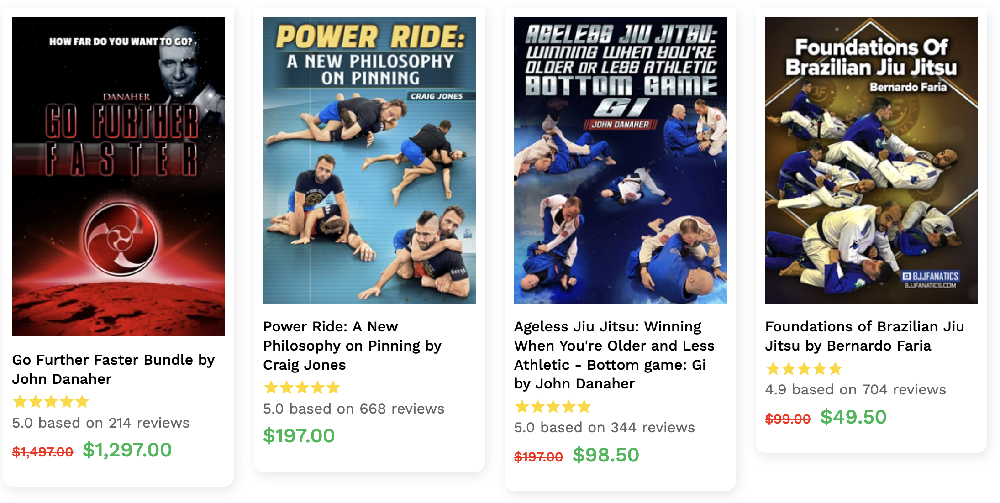 HOW FAR DO YOU WANT TO GO?
DANAHER
GO FURTHER
FASTER
Go Further Faster Bundle by
John Danaher
5.0 based on 214 reviews
$1,497.00 $1,297.00
POWER RIDE:
A NEW PHILOSOPHY
ON PINNING
CRAIG JONES
Power Ride: A New
Philosophy on Pinning by
Craig Jones
5.0 based on 668 reviews
$197.00
AGELESS JIU JITSU:
WINNING WHEN YOU'RE
OLDER OR LESS ATHLETIC
BOTTOM GAME
GI
JOHN DANAHER
Ageless Jiu Jitsu: Winning
When You're Older and Less
Athletic - Bottom game: Gi
by John Danaher
5.0 based on 344 reviews
$197.00 $98.50
Foundations Of
Brazilian Jiu Jitsu
Bernardo Faria
BJJFANATICS
BJJFANATICS.COM
Foundations of Brazilian Jiu
Jitsu by Bernardo Faria
4.9 based on 704 reviews
$99.00 $49.50